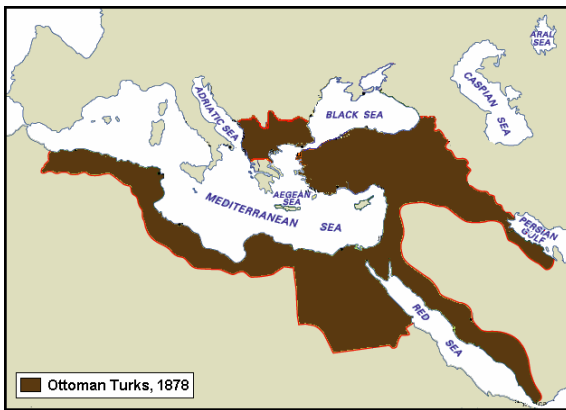 ARAL
SEA
CASPIAN SEA
ADRIATIC SEA
BLACK SEA
AEGEAN
SEA
MEDITERRANEAN SEA
PERSIAN
GULF
RED SEA
Ottoman Turks, 1878